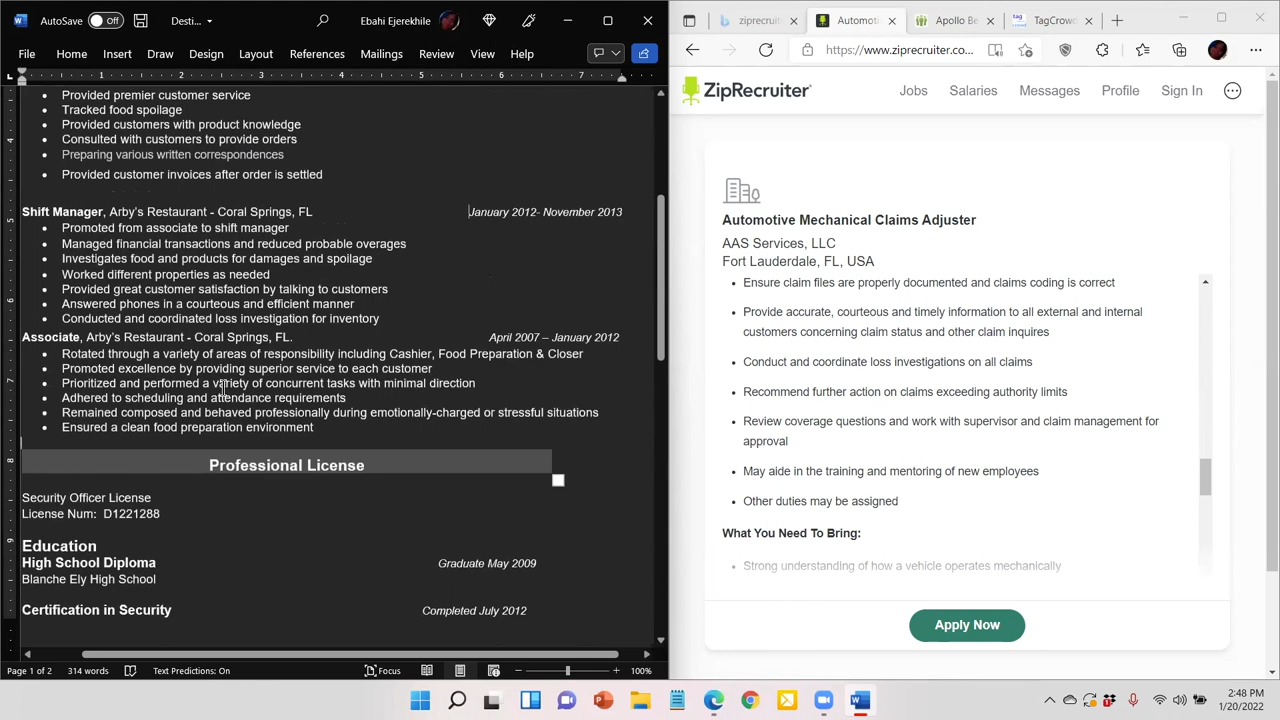 AutoSave
Off
Desti...
Ebahi Ejerekhile
File
Home
Insert
Draw
Design
Layout
References
Mailings
Review
View
Help
1
2
3
4
5
6
7
4
5
6
7
8
9
Provided premier customer service
Tracked food spoilage
Provided customers with product knowledge
Consulted with customers to provide orders
Preparing various written correspondences
Provided customer invoices after order is settled
Shift Manager, Arby's Restaurant - Coral Springs, FL January 2012- November 2013
Promoted from associate to shift manager
Managed financial transactions and reduced probable overages
Investigates food and products for damages and spoilage
Worked different properties as needed
Provided great customer satisfaction by talking to customers
Answered phones in a courteous and efficient manner
Conducted and coordinated loss investigation for inventory
Associate, Arby's Restaurant - Coral Springs, FL. April 2007 – January 2012
Rotated through a variety of areas of responsibility including Cashier, Food Preparation & Closer
Promoted excellence by providing superior service to each customer
Prioritized and performed a variety of concurrent tasks with minimal direction
Adhered to scheduling and attendance requirements
Remained composed and behaved professionally during emotionally-charged or stressful situations
Ensured a clean food preparation environment
Professional License
Security Officer License
License Num: D1221288
Education
High School Diploma Graduate May 2009
Blanche Ely High School
Certification in Security Completed July 2012
Page 1 of 2
314 words
Text Predictions: On
Focus
100%
ziprecruite
Automoti
Apollo Be
tag
TagCrowd
https://www.ziprecruiter.co...
ZipRecruiter
Jobs
Salaries
Messages
Profile
Sign In
Automotive Mechanical Claims Adjuster
AAS Services, LLC
Fort Lauderdale, FL, USA
Ensure claim files are properly documented and claims coding is correct
Provide accurate, courteous and timely information to all external and internal
customers concerning claim status and other claim inquires
Conduct and coordinate loss investigations on all claims
Recommend further action on claims exceeding authority limits
Review coverage questions and work with supervisor and claim management for
approval
May aide in the training and mentoring of new employees
Other duties may be assigned
What You Need To Bring:
Strong understanding of how a vehicle operates mechanically
Apply Now
2:48 PM
1/20/2022